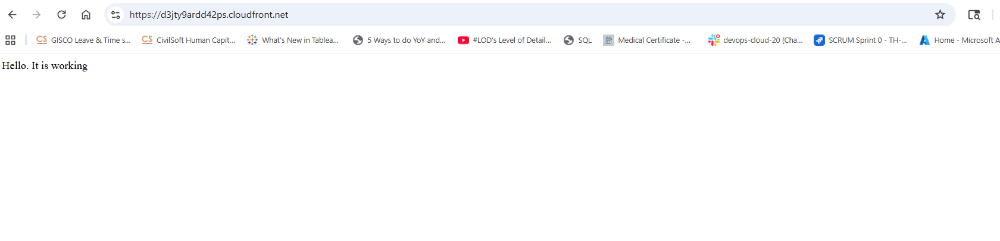 https://d3jty9ardd42ps.cloudfront.net
CS GISCO Leave & Time s... CS CivilSoft Human Capit... What's New in Tablea... 5 Ways to do YoY and... #LOD's Level of Detail... SQL Medical Certificate -... devops-cloud-20 (Cha... SCRUM Sprint 0 - TH-... Home - Microsoft A
Hello. It is working